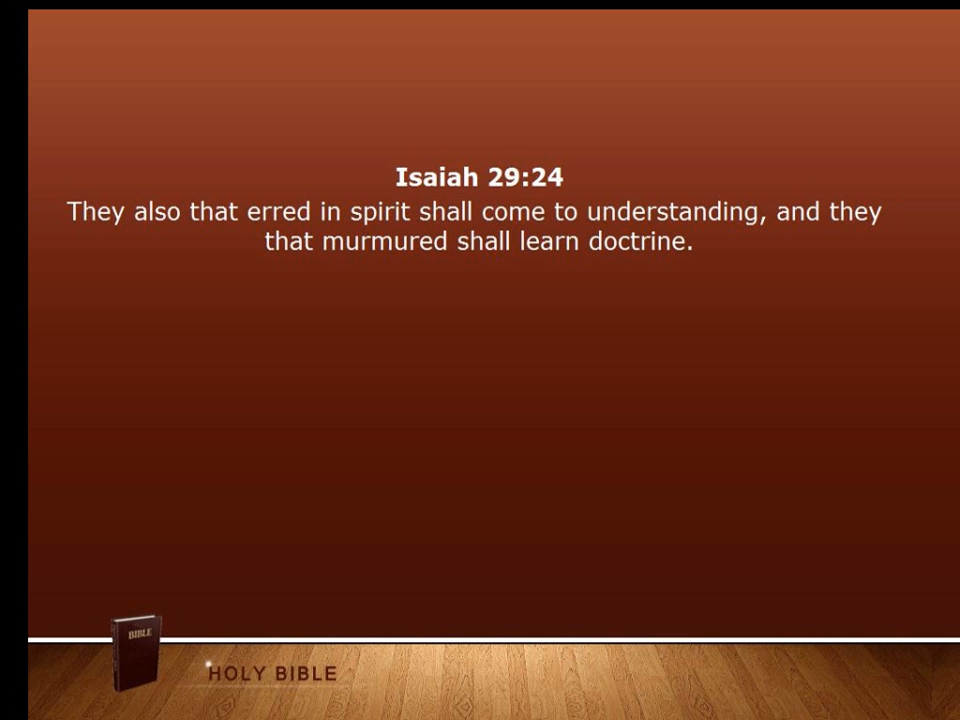 Isaiah 29:24
They also that erred in spirit shall come to understanding, and they
that murmured shall learn doctrine.
BIBLE
HOLY BIBLE